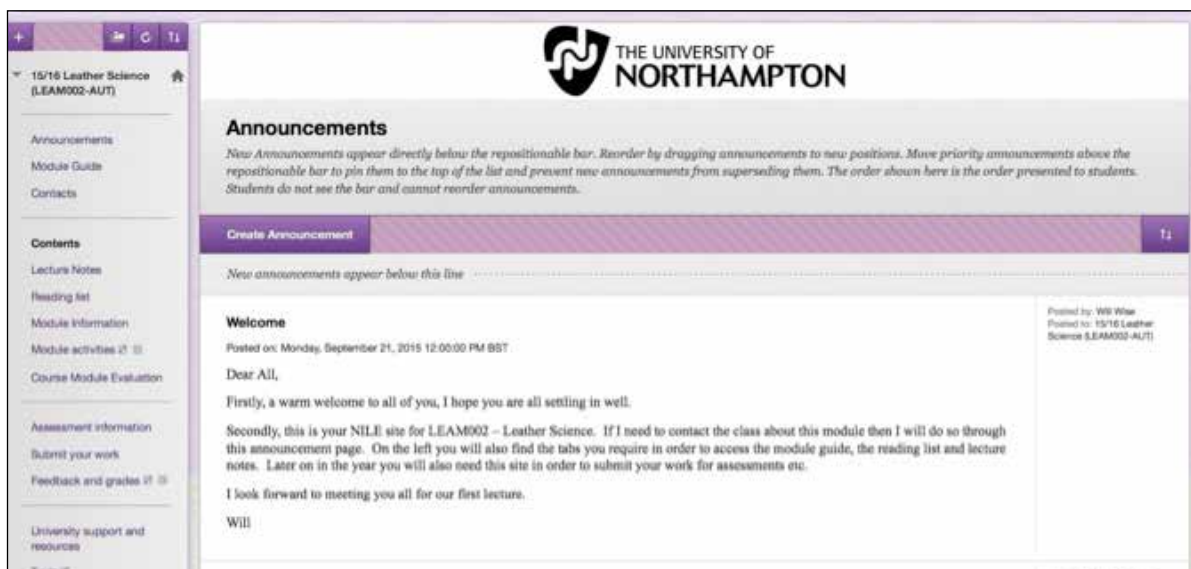 15/16 Leather Science
(LEAM002-AUT)
Announcements
Module Guide
Contacts
Contents
Lecture Notes
Reading list
Module Information
Module activities
Course Module Evaluation
Assessment information
Submit your work
Feedback and grades
University support and
resources
THE UNIVERSITY OF
NORTHAMPTON
Announcements
New Announcements appear directly below the repositionable bar. Reorder by dragging announcements to new positions. Move priority announcements above the
repositionable bar to pin them to the top of the list and prevent new announcements from superseding them. The order shown here is the order presented to students.
Students do not see the bar and cannot reorder announcements.
Create Announcement
New announcements appear below this line
Welcome
Posted on: Monday, September 21, 2015 12:00:00 PM BST
Dear All,
Firstly, a warm welcome to all of you, I hope you are all settling in well.
Secondly, this is your NILE site for LEAM002 – Leather Science. If I need to contact the class about this module then I will do so through
this announcement page. On the left you will also find the tabs you require in order to access the module guide, the reading list and lecture
notes. Later on in the year you will also need this site in order to submit your work for assessments etc.
I look forward to meeting you all for our first lecture.
Will
Posted by: Will Wise
Posted to: 15/16 Leather
Science (LEAM002-AUT)